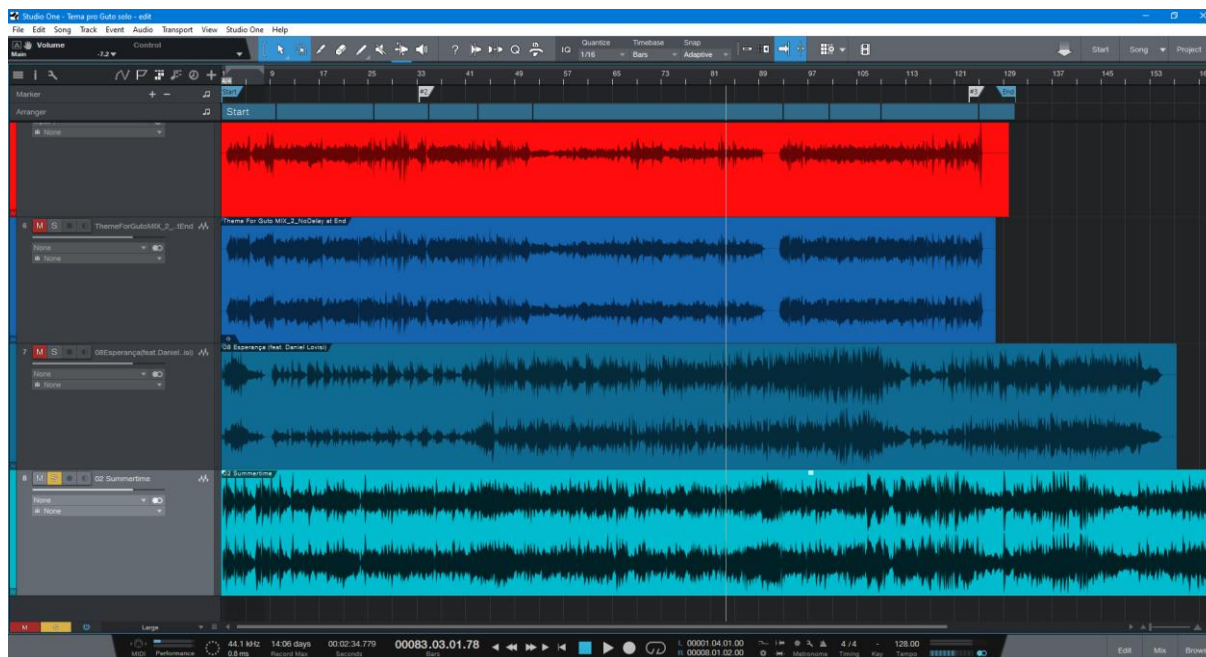 Studio One - Tema pro Guto solo - edit
File Edit Song Track Event Audio Transport View Studio One Help
Volume Control
Main -7.2
IQ Quantize Timebase Snap
1/16 Bars Adaptive
Start Song Project
9 17 25 33 41 49 57 65 73 81 89 97 105 113 121 129 137 145 153
Marker + − Start #2 #3 End
Arranger Start
None
Theme For Guto MIX_2_NoDelay at End
6 M S ThemeForGutoMIX_2_..tEnd
None
None
08 Esperança (feat. Daniel Lovisi)
7 M S 08Esperança(feat.Daniel..isi)
None
None
02 Summertime
8 M S 02 Summertime
None
None
M Large
44.1 kHz 14:06 days 00:02:34.779 00083.03.01.78 L 00001.04.01.00 4 / 4 - 128.00
MIDI Performance 0.8 ms Record Max Seconds Bars R 00008.01.02.00 Metronome Timing Key Tempo Edit Mix Brows